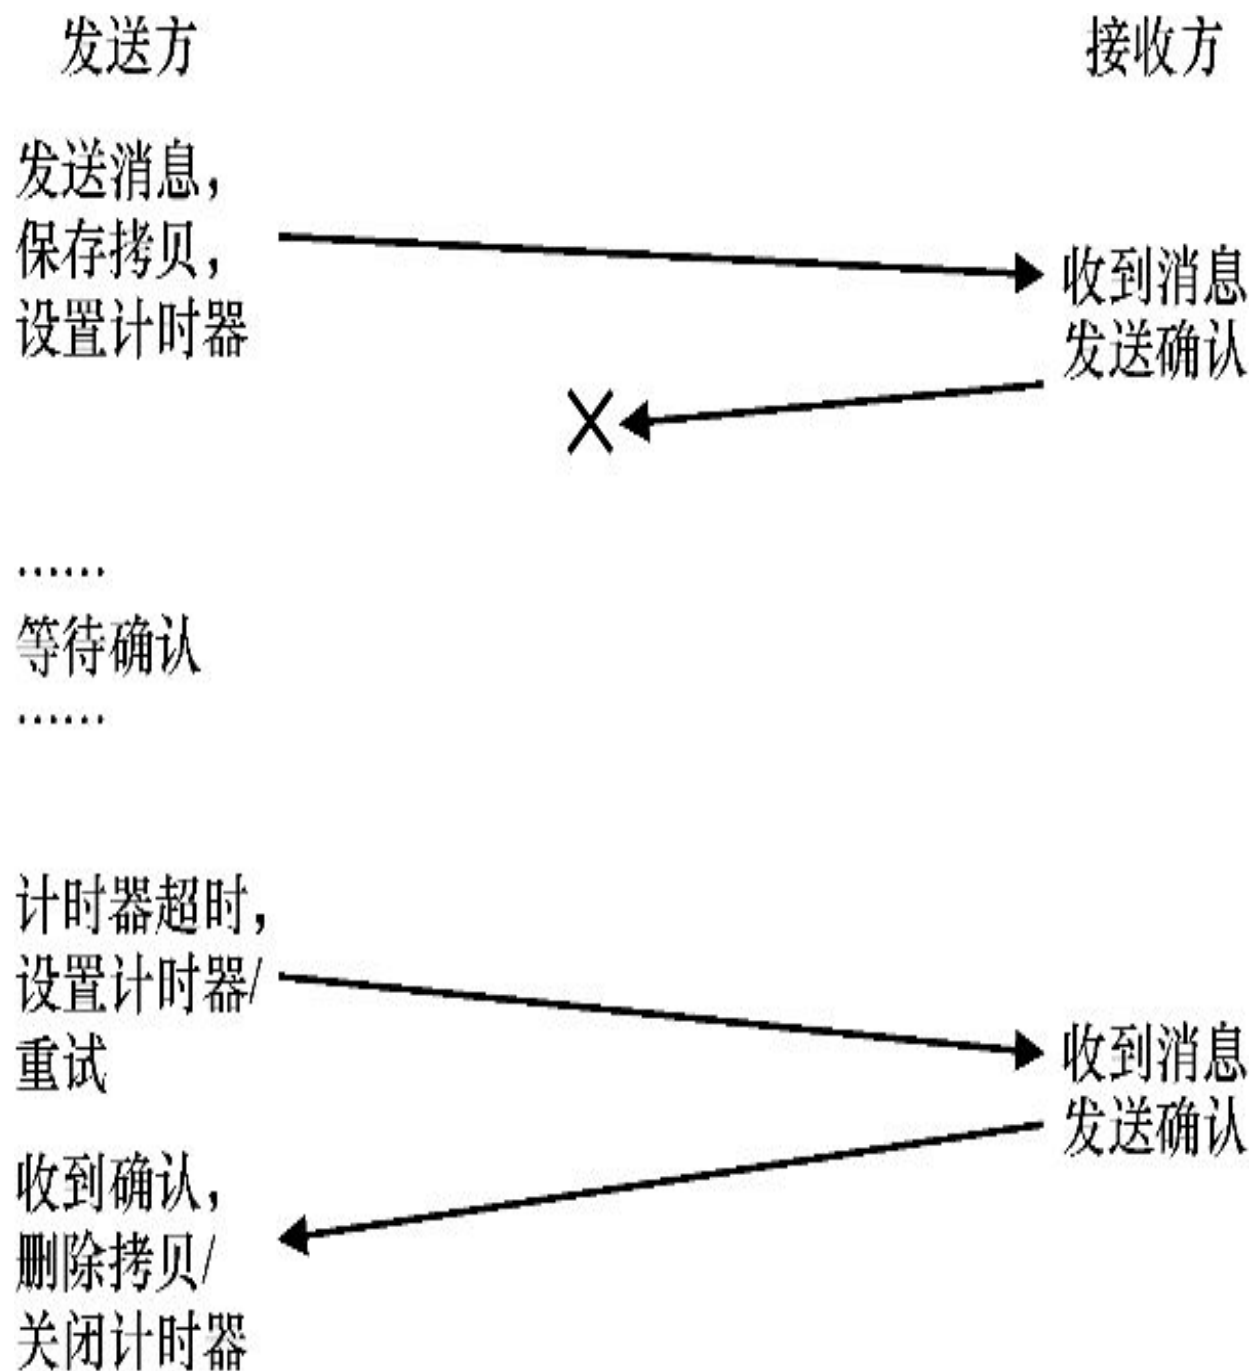 发送方
接收方
发送消息，
保存拷贝，
设置计时器
收到消息
发送确认
……
等待确认
……
计时器超时，
设置计时器/
重试
收到消息
发送确认
收到确认，
删除拷贝/
关闭计时器